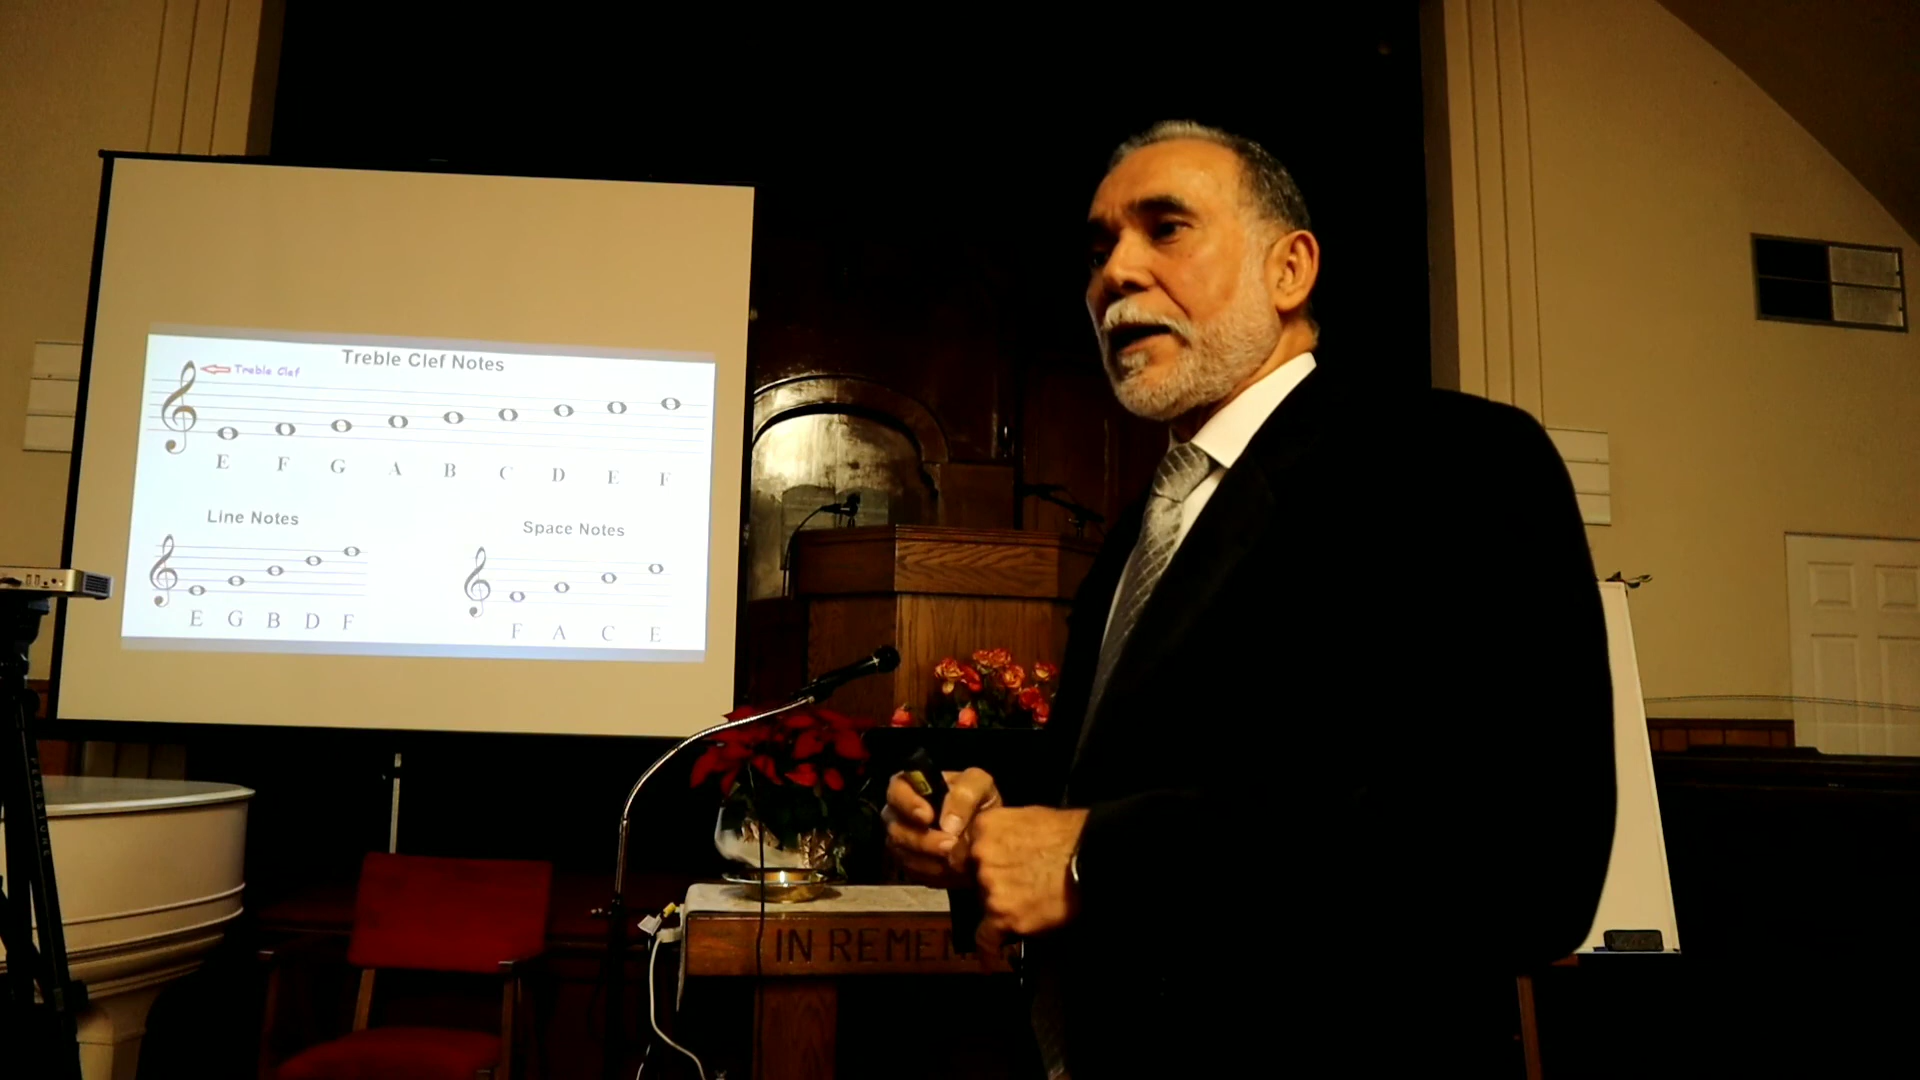 Treble Clef Notes
Treble Clef
E F G A B C D E F
Line Notes
Space Notes
E G B D F
F A C E
IN REMEM